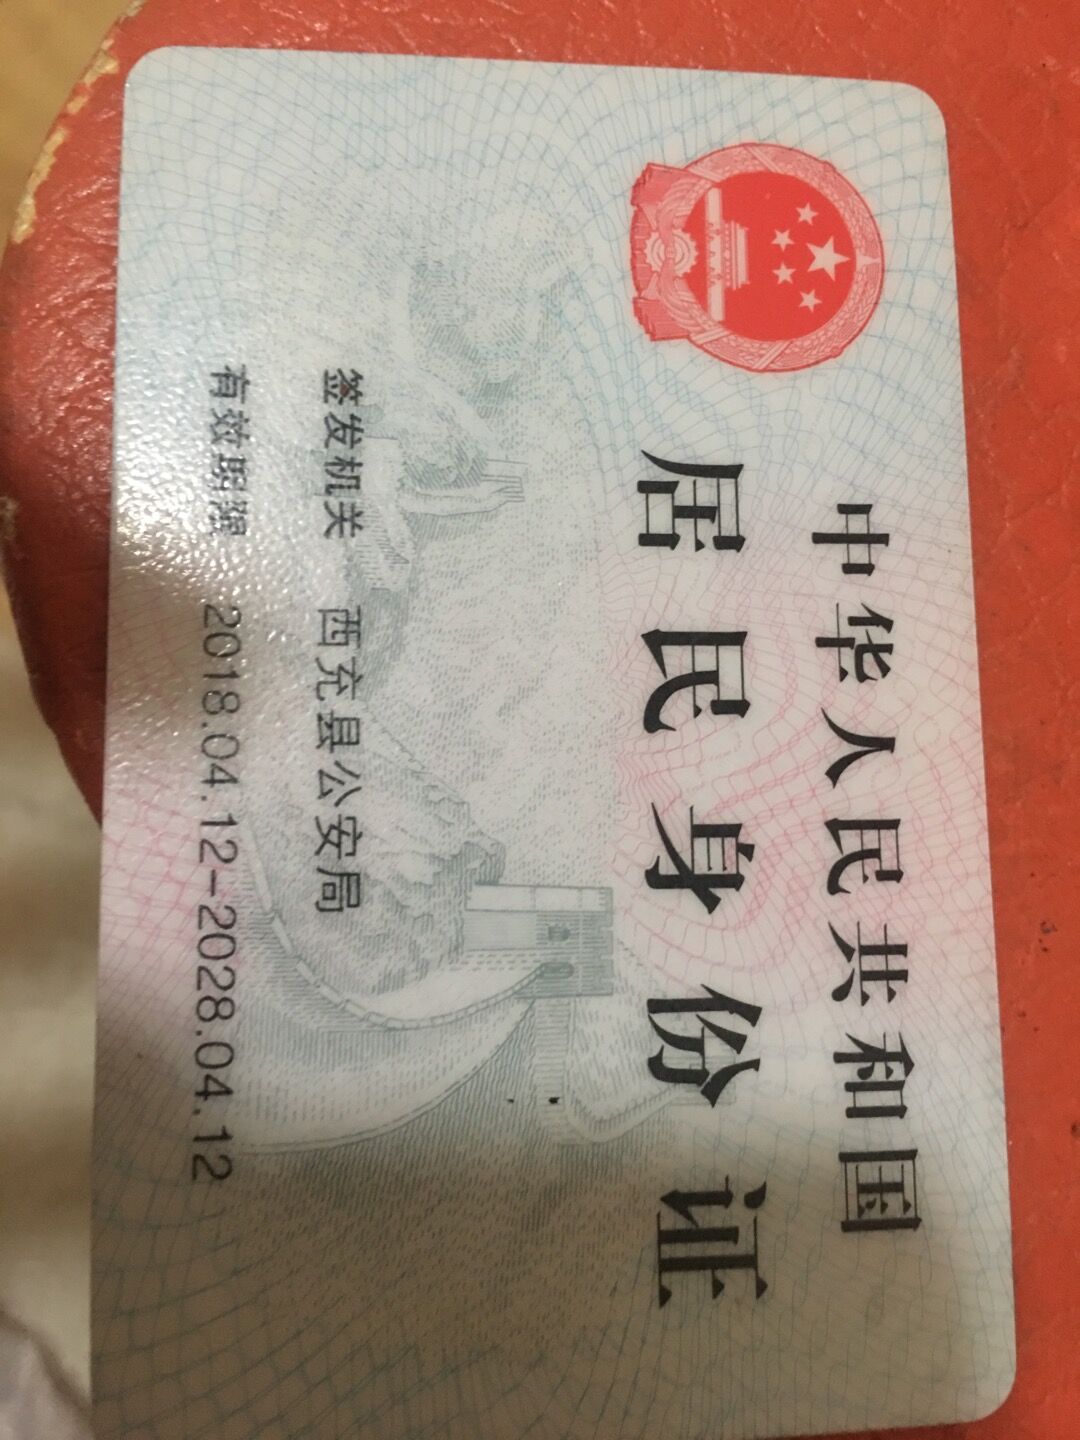 中华人民共和国
居民身份证
签发机关 西充县公安局
有效期限 2018.04.12-2028.04.12